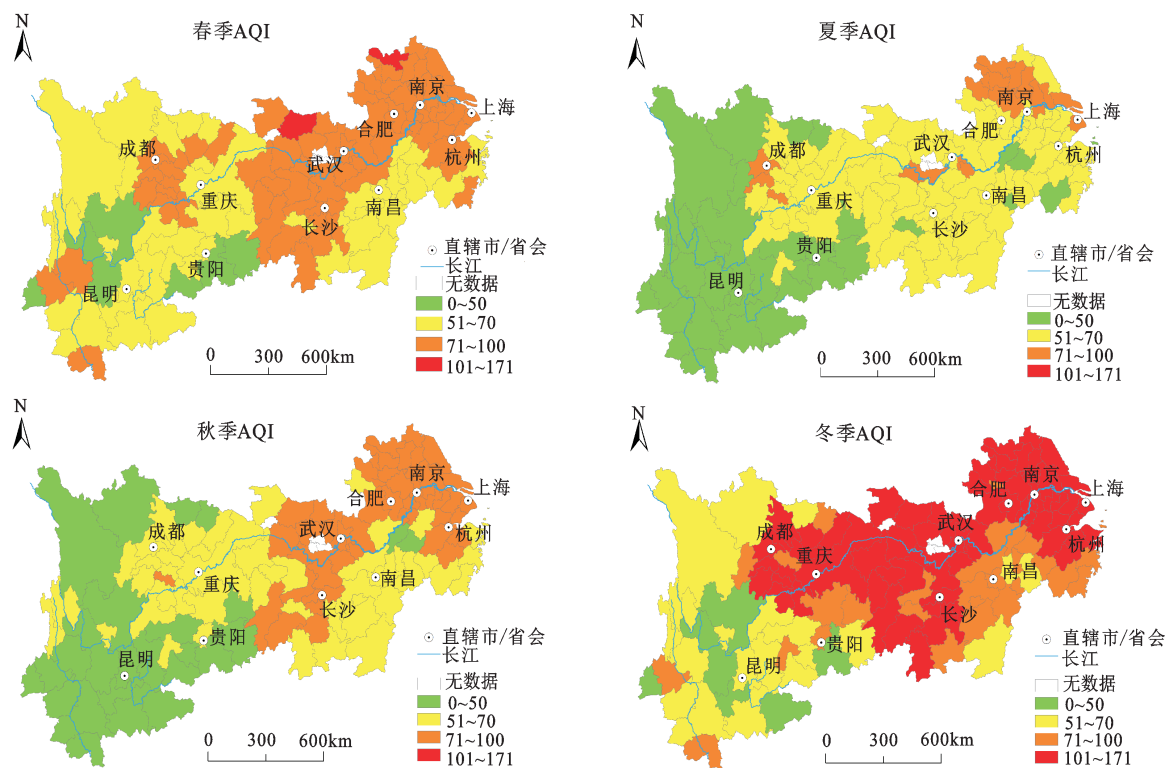 N
春季AQI
南京
上海
合肥
成都
武汉
杭州
重庆
南昌
长沙
贵阳
昆明
直辖市/省会
长江
无数据
0~50
51~70
71~100
101~171
0 300 600km
N
夏季AQI
南京
上海
合肥
成都
武汉
杭州
重庆
南昌
长沙
贵阳
昆明
直辖市/省会
长江
无数据
0~50
51~70
71~100
101~171
0 300 600km
N
秋季AQI
南京
上海
合肥
武汉
成都
杭州
重庆
南昌
长沙
贵阳
昆明
直辖市/省会
长江
无数据
0~50
51~70
71~100
101~171
0 300 600km
N
冬季AQI
南京
上海
合肥
武汉
成都
杭州
重庆
南昌
长沙
贵阳
昆明
直辖市/省会
长江
无数据
0~50
51~70
71~100
101~171
0 300 600km